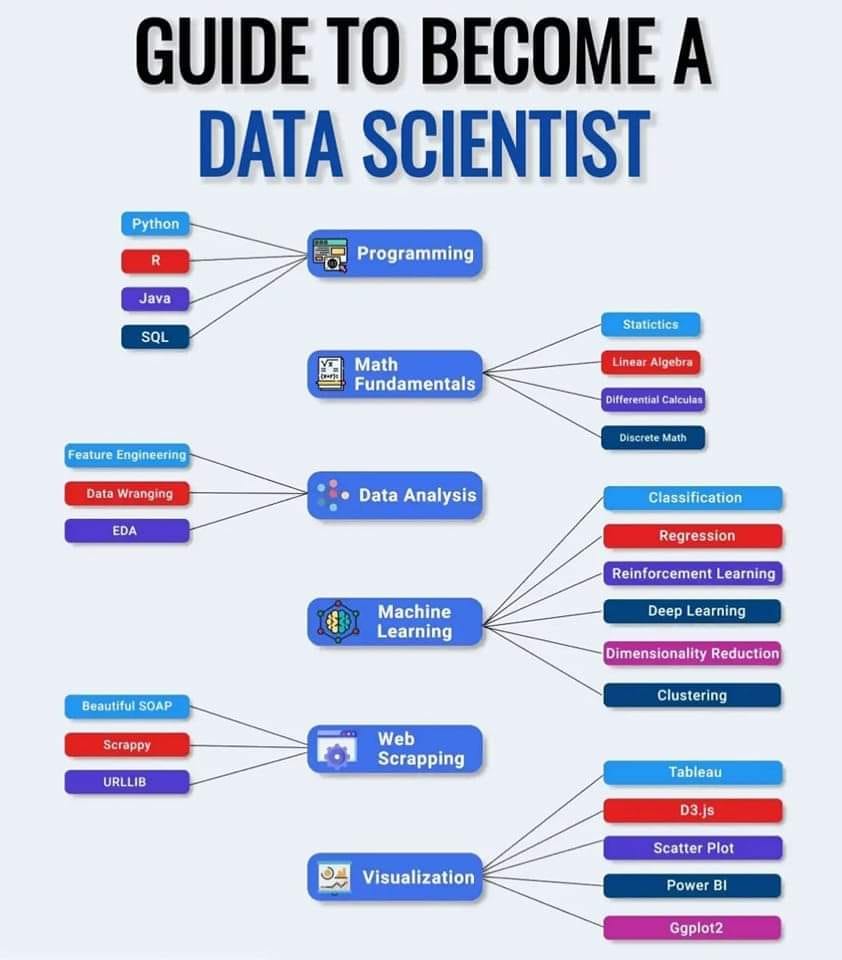 GUIDE TO BECOME A
DATA SCIENTIST
Python
R
Java
SQL
Programming
Math
Fundamentals
Statictics
Linear Algebra
Differential Calculas
Discrete Math
Feature Engineering
Data Wranging
EDA
Data Analysis
Machine
Learning
Classification
Regression
Reinforcement Learning
Deep Learning
Dimensionality Reduction
Clustering
Beautiful SOAP
Scrappy
URLLIB
Web
Scrapping
Visualization
Tableau
D3.js
Scatter Plot
Power BI
Ggplot2